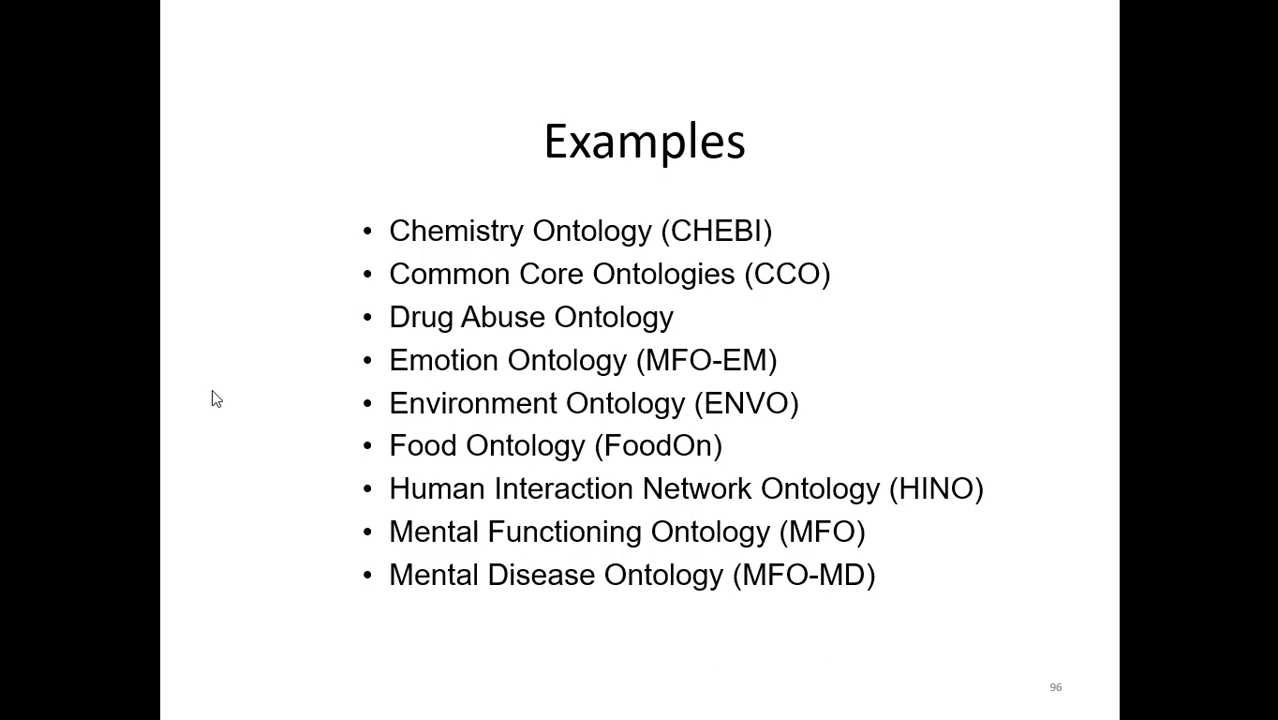 Examples
• Chemistry Ontology (CHEBI)
• Common Core Ontologies (CCO)
• Drug Abuse Ontology
• Emotion Ontology (MFO-EM)
• Environment Ontology (ENVO)
• Food Ontology (FoodOn)
• Human Interaction Network Ontology (HINO)
• Mental Functioning Ontology (MFO)
• Mental Disease Ontology (MFO-MD)
96